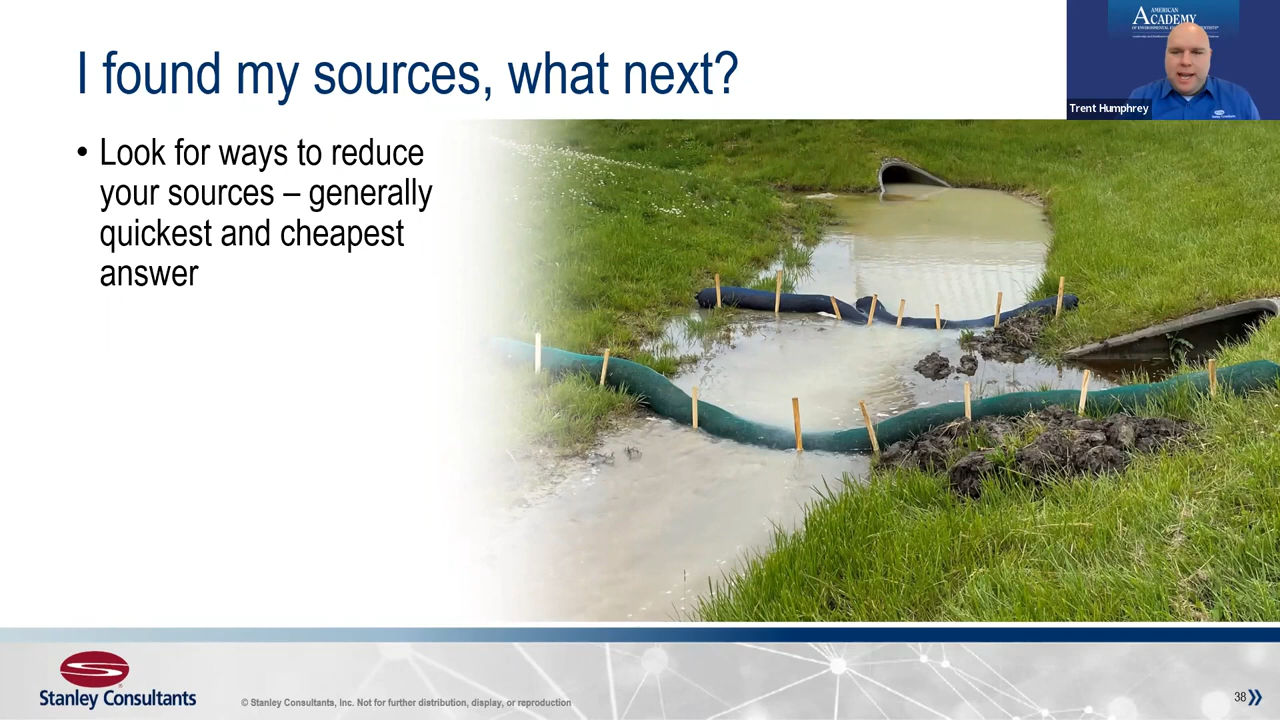 I found my sources, what next?
AMERICAN
ACADEMY
Trent Humphrey
• Look for ways to reduce
your sources – generally
quickest and cheapest
answer
Stanley Consultants
© Stanley Consultants, Inc. Not for further distribution, display, or reproduction
38